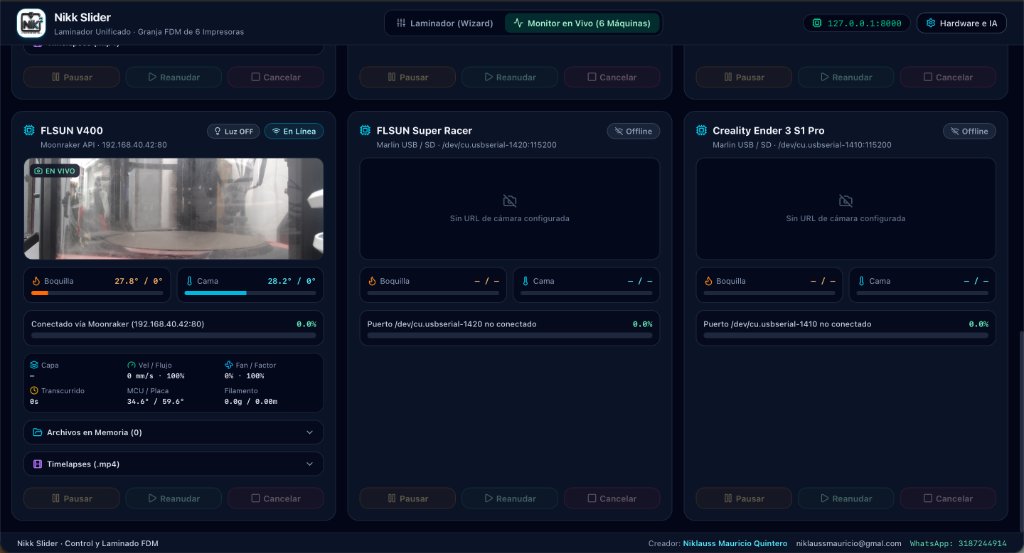 Nikk Slider
Laminador Unificado · Granja FDM de 6 Impresoras
Laminador (Wizard)
Monitor en Vivo (6 Máquinas)
127.0.0.1:8000
Hardware e IA
Pausar
Reanudar
Cancelar
Pausar
Reanudar
Cancelar
Pausar
Reanudar
Cancelar
FLSUN V400
Luz OFF
En Línea
Moonraker API · 192.168.40.42:80
EN VIVO
Boquilla 27.8° / 0°
Cama 28.2° / 0°
Conectado vía Moonraker (192.168.40.42:80) 0.0%
Capa
—
Vel / Flujo
0 mm/s · 100%
Fan / Factor
0% · 100%
Transcurrido
0s
MCU / Placa
34.6° / 59.6°
Filamento
0.0g / 0.00m
Archivos en Memoria (0)
Timelapses (.mp4)
Pausar
Reanudar
Cancelar
FLSUN Super Racer
Offline
Marlin USB / SD · /dev/cu.usbserial-1420:115200
Sin URL de cámara configurada
Boquilla — / —
Cama — / —
Puerto /dev/cu.usbserial-1420 no conectado 0.0%
Pausar
Reanudar
Cancelar
Creality Ender 3 S1 Pro
Offline
Marlin USB / SD · /dev/cu.usbserial-1410:115200
Sin URL de cámara configurada
Boquilla — / —
Cama — / —
Puerto /dev/cu.usbserial-1410 no conectado 0.0%
Pausar
Reanudar
Cancelar
Nikk Slider · Control y Laminado FDM
Creador: Niklauss Mauricio Quintero
niklaussmauricio@gmal.com
WhatsApp: 3187244914